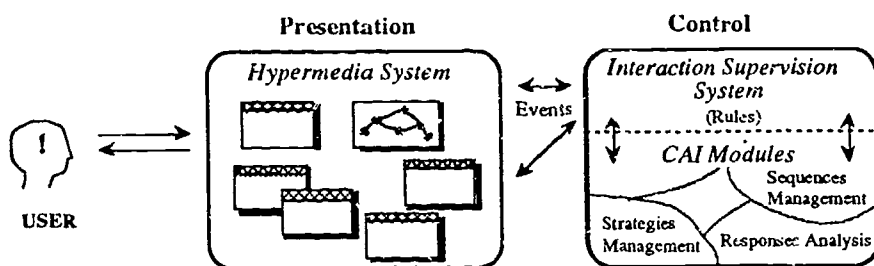 Presentation
Control
Hypermedia System
Interaction Supervision
System
(Rules)
Events
!
CAI Modules
Sequences
Management
Strategies
Management
Responses Analysis
USER